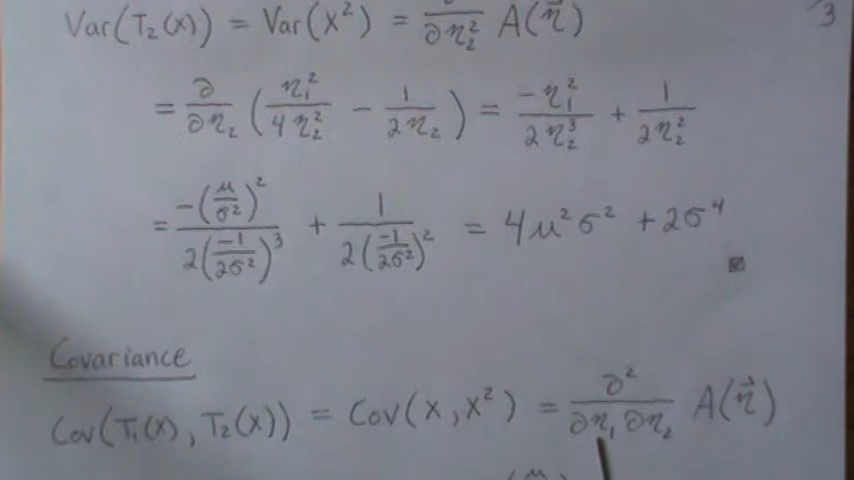 Var(T₂(x)) = Var(X²) = ∂/∂η₂² A(η⃗) 3
= ∂/∂η₂ (η₁²/4η₂² − 1/2η₂) = −η₁²/2η₂³ + 1/2η₂²
= −(μ/σ²)²/2(−1/2σ²)³ + 1/2(−1/2σ²)² = 4μ²σ² + 2σ⁴
Covariance
Cov(T₁(x), T₂(x)) = Cov(X, X²) = ∂²/∂η₁ ∂η₂ A(η⃗)